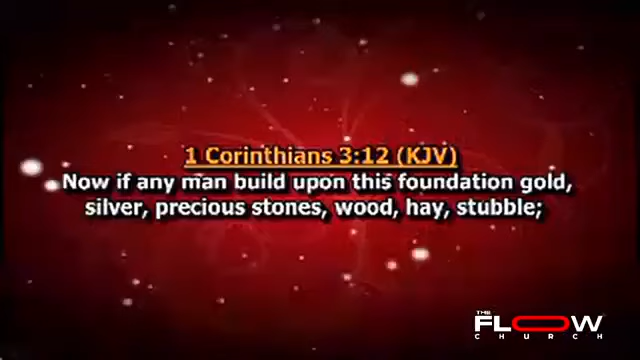 1 Corinthians 3:12 (KJV)
Now if any man build upon this foundation gold,
silver, precious stones, wood, hay, stubble;
THE
FLOW
CHURCH